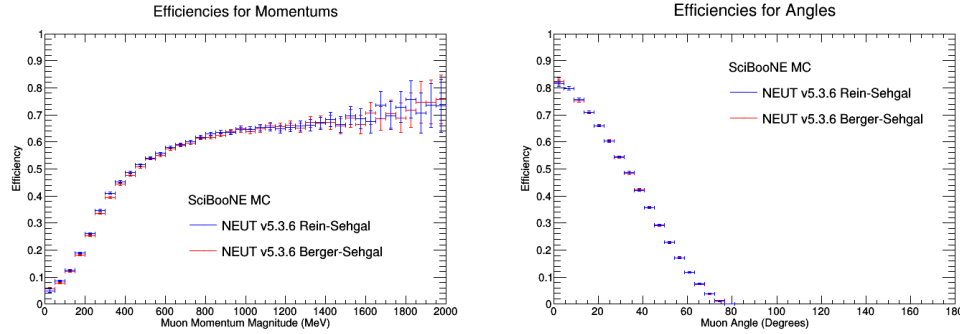 Efficiencies for Momentums
Efficiency
1
0.9
0.8
0.7
0.6
0.5
0.4
0.3
0.2
0.1
0
SciBooNE MC
NEUT v5.3.6 Rein-Sehgal
NEUT v5.3.6 Berger-Sehgal
0 200 400 600 800 1000 1200 1400 1600 1800 2000
Muon Momentum Magnitude (MeV)
Efficiencies for Angles
Efficiency
1
0.9
0.8
0.7
0.6
0.5
0.4
0.3
0.2
0.1
0
SciBooNE MC
NEUT v5.3.6 Rein-Sehgal
NEUT v5.3.6 Berger-Sehgal
0 20 40 60 80 100 120 140 160 180
Muon Angle (Degrees)